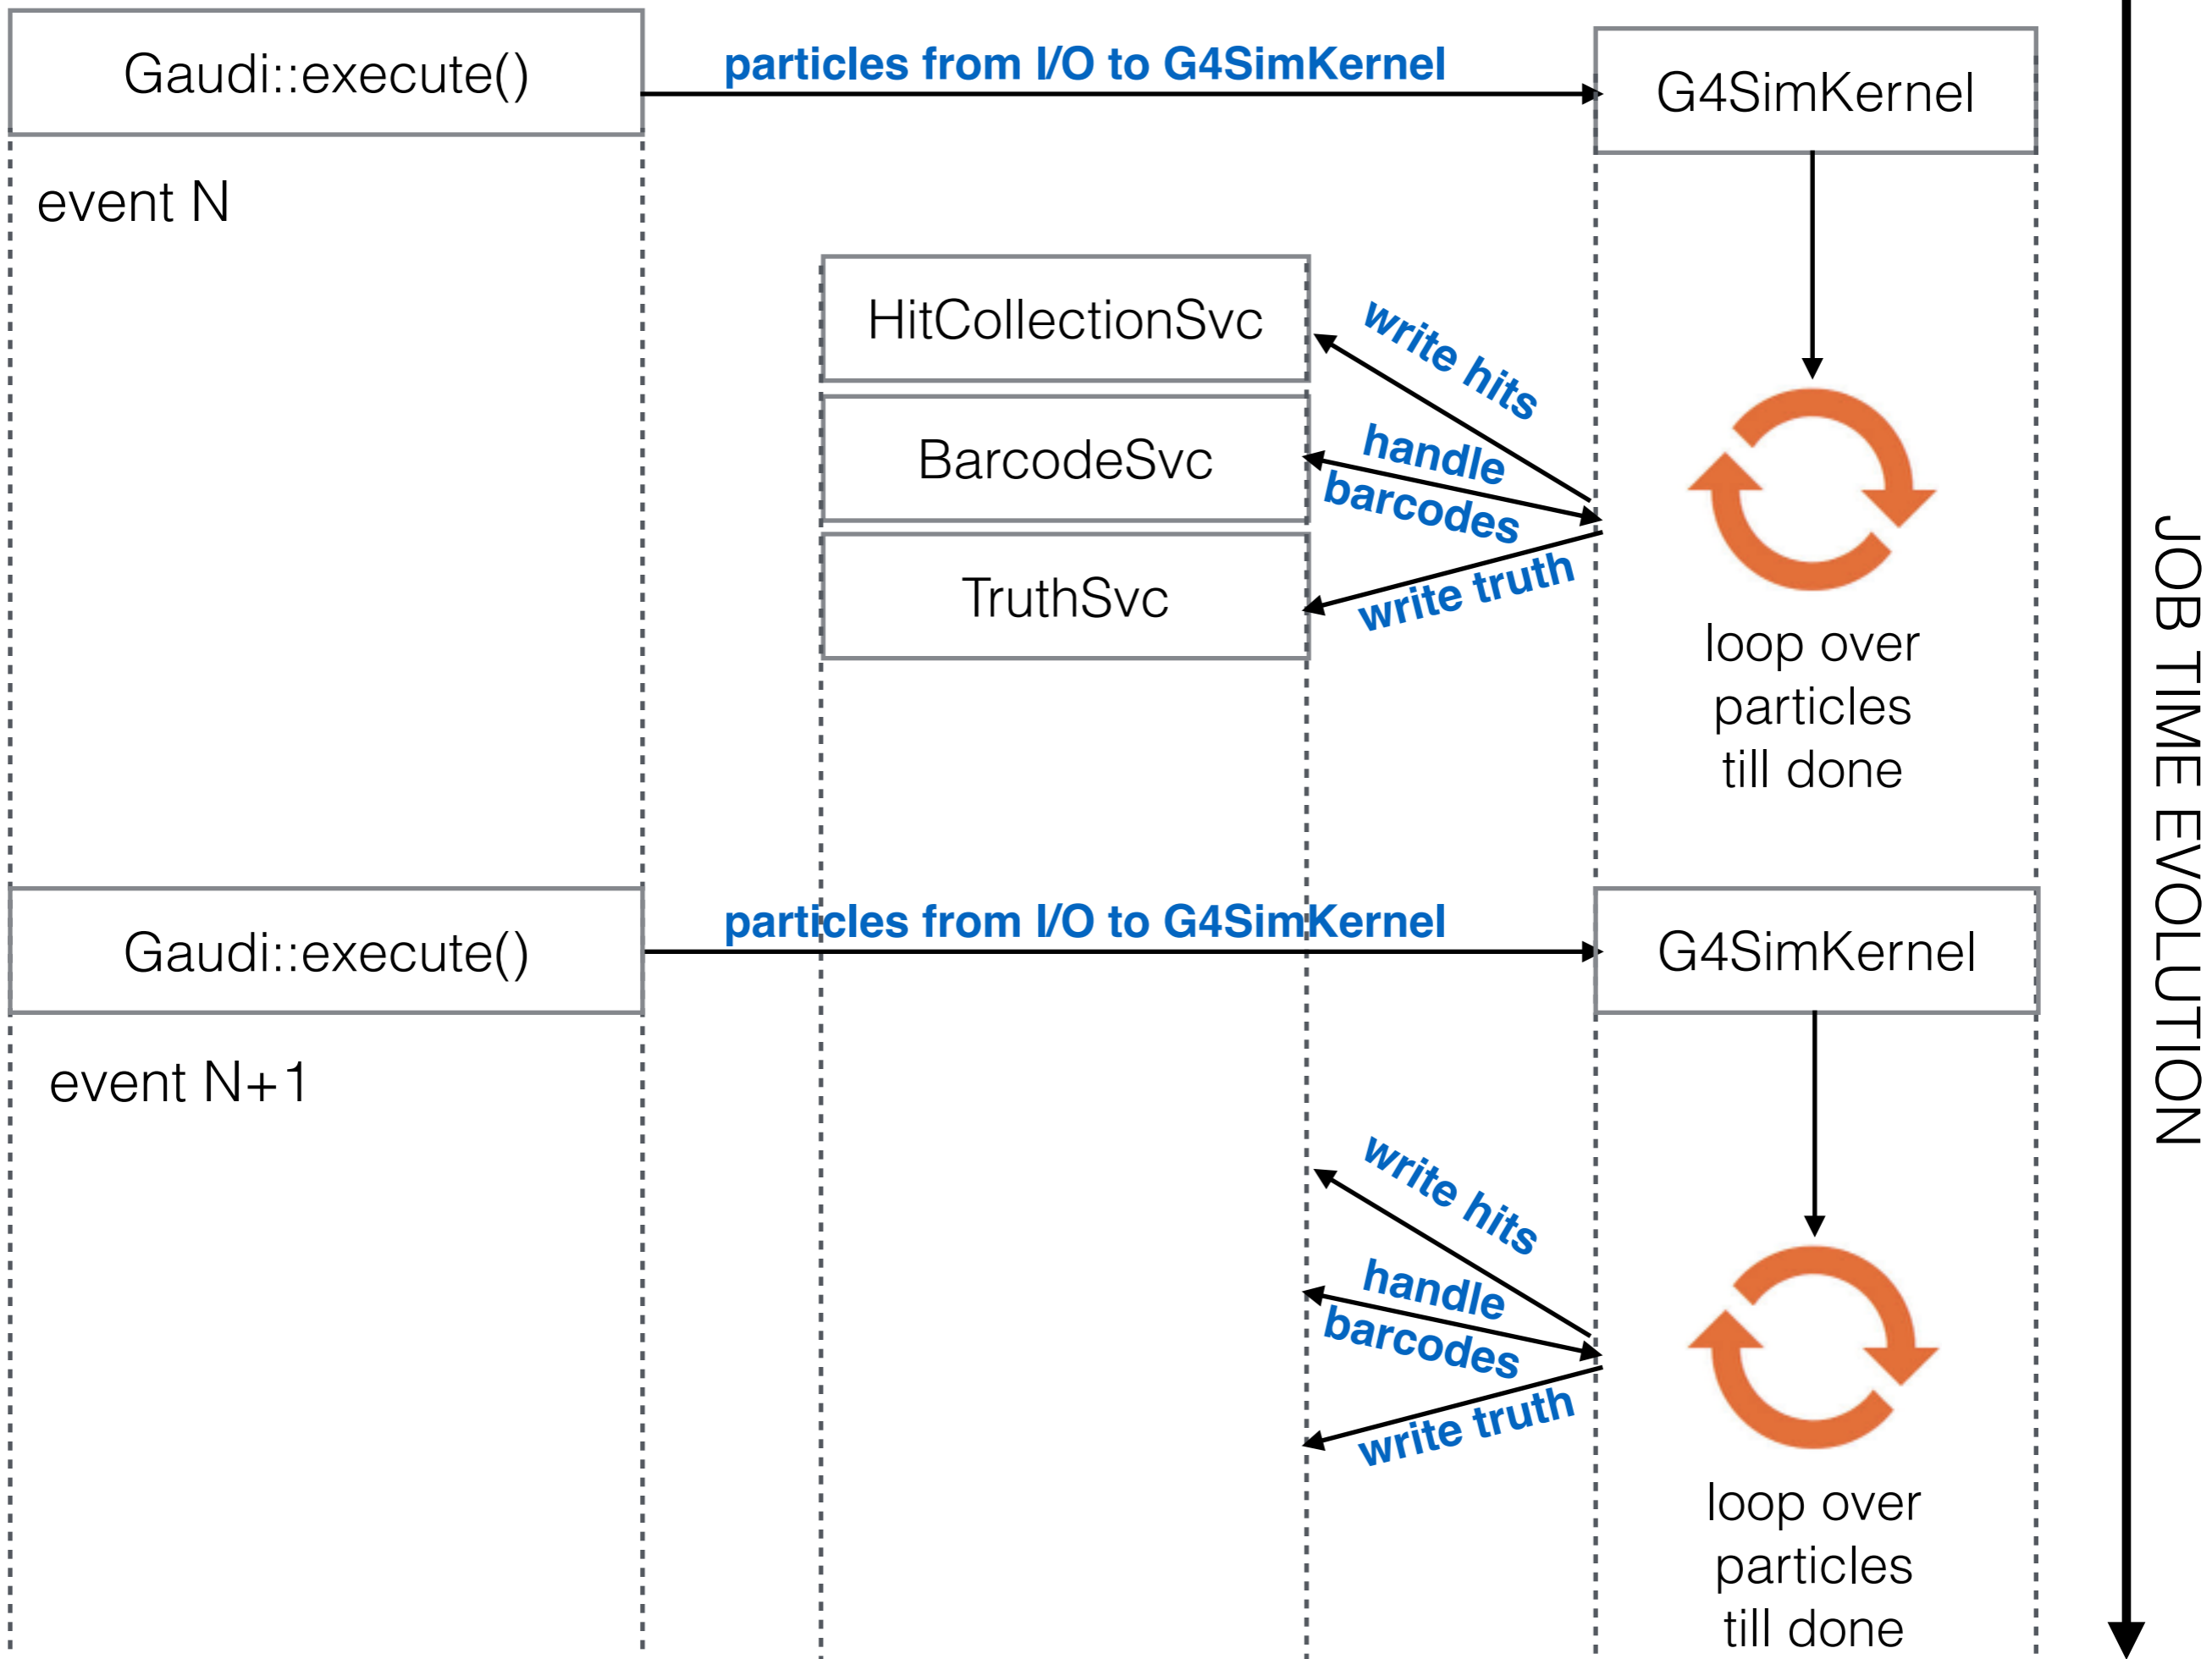 Gaudi::execute()
particles from I/O to G4SimKernel
G4SimKernel
event N
HitCollectionSvc
write hits
BarcodeSvc
handle
barcodes
TruthSvc
write truth
loop over
particles
till done
JOB TIME EVOLUTION
Gaudi::execute()
particles from I/O to G4SimKernel
G4SimKernel
event N+1
write hits
handle
barcodes
write truth
loop over
particles
till done